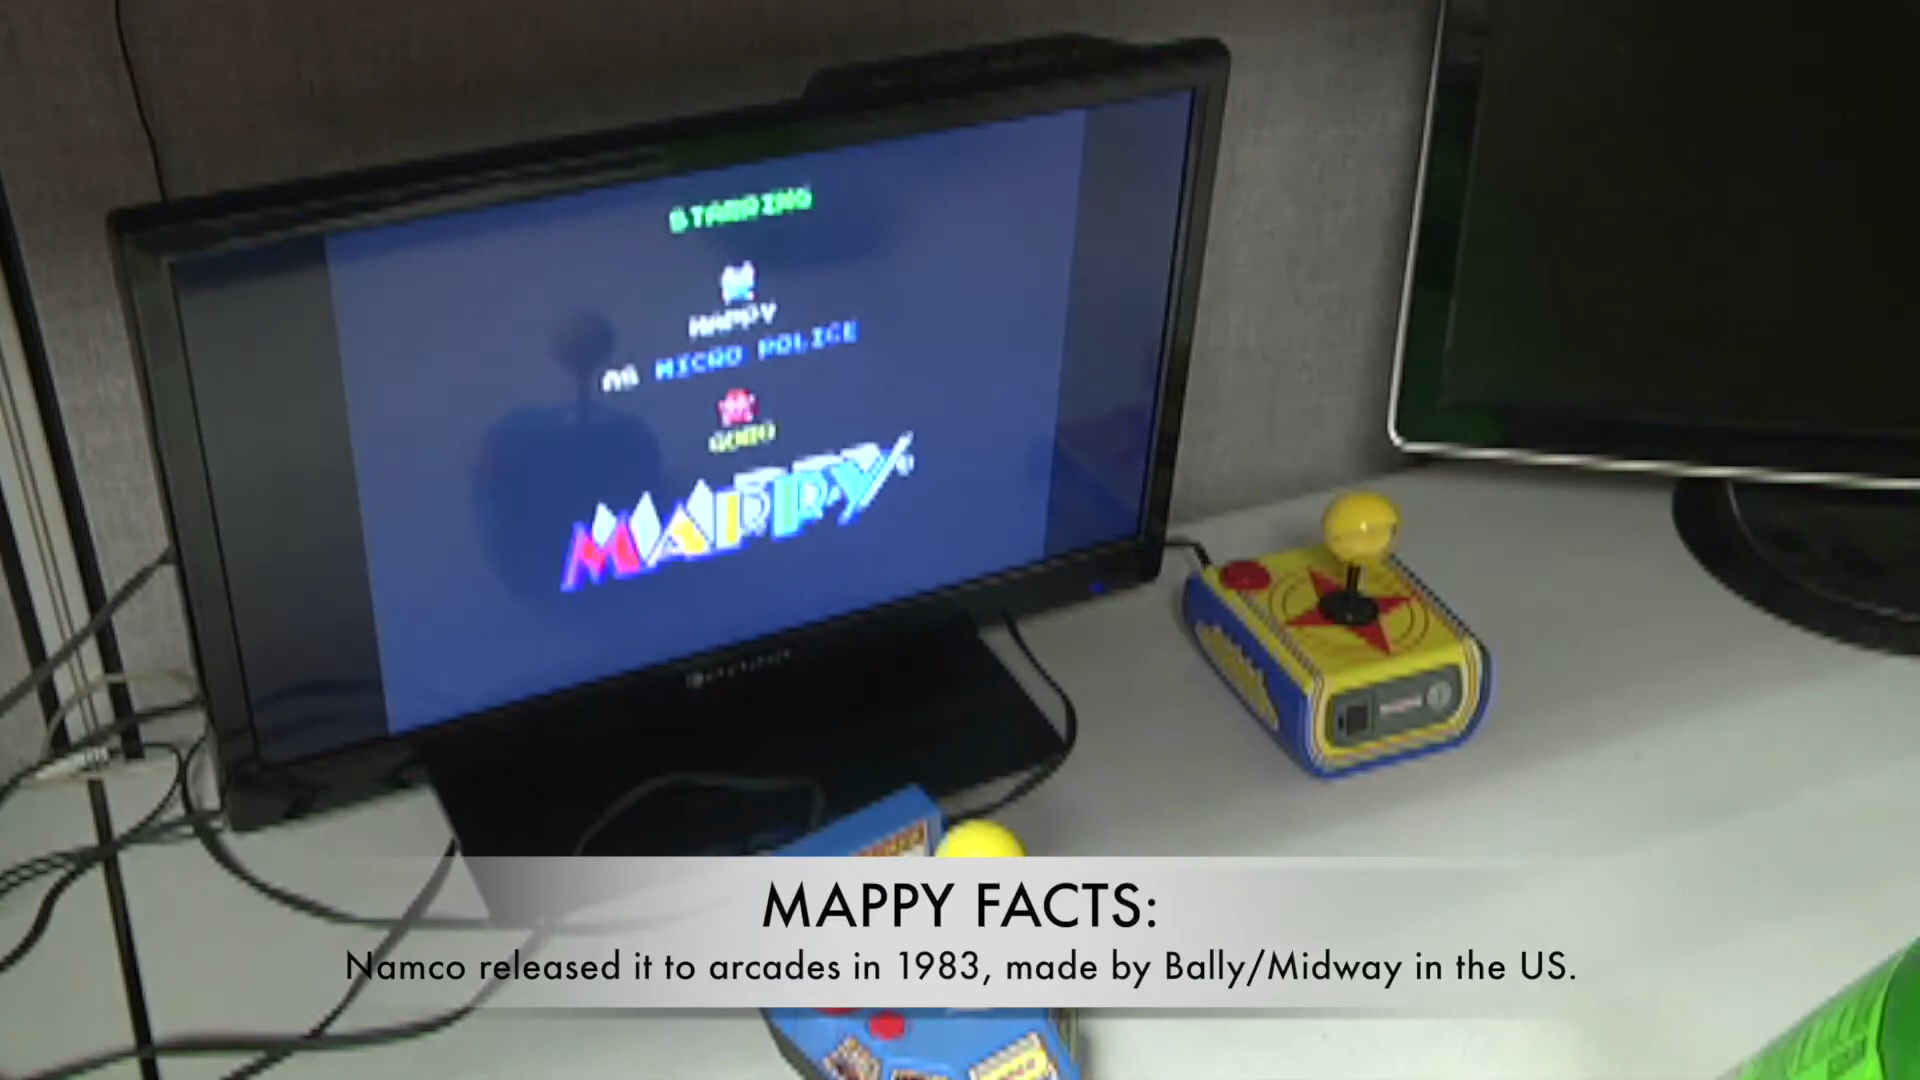 STARRING
MAPPY
AS MICRO POLICE
GORO
MAPPY
MAPPY FACTS:
Namco released it to arcades in 1983, made by Bally/Midway in the US.